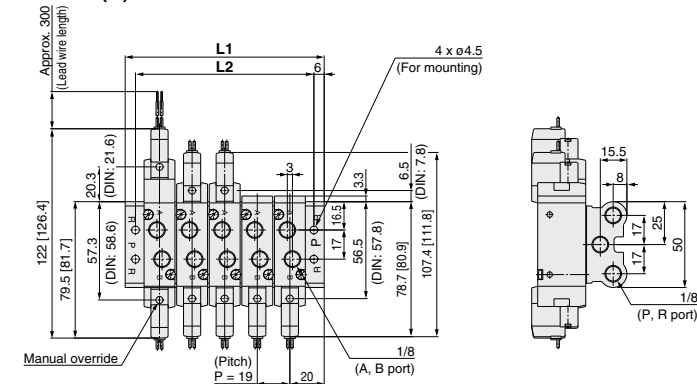 Approx. 300
(Lead wire length)
L1
L2
6
4 x ø4.5
(For mounting)
122 [126.4]
79.5 [81.7]
57.3
(DIN: 58.6)
20.3
(DIN: 21.6)
3
3.3
6.5
(DIN: 7.8)
16.5
17
56.5
(DIN: 57.8)
78.7 [80.9]
107.4 [111.8]
R
P
R
R
P
R
A
A
A
A
A
B
B
B
B
B
Manual override
(Pitch)
P = 19
20
1/8
(A, B port)
15.5
8
17
17
25
50
1/8
(P, R port)